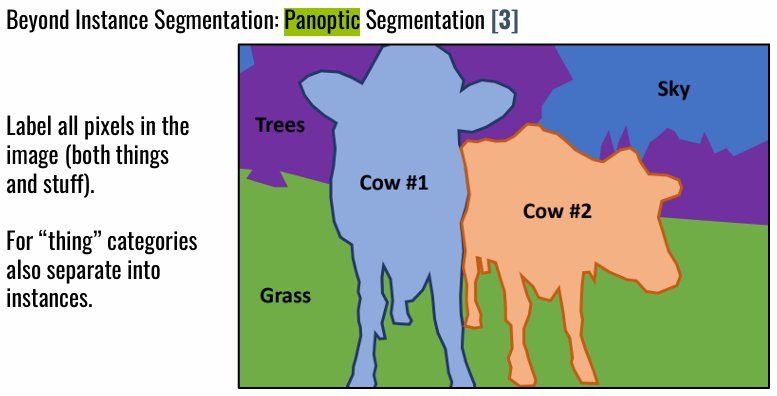 Beyond Instance Segmentation: Panoptic Segmentation [3]
Label all pixels in the
image (both things
and stuff).
For “thing” categories
also separate into
instances.
Trees
Sky
Cow #1
Cow #2
Grass